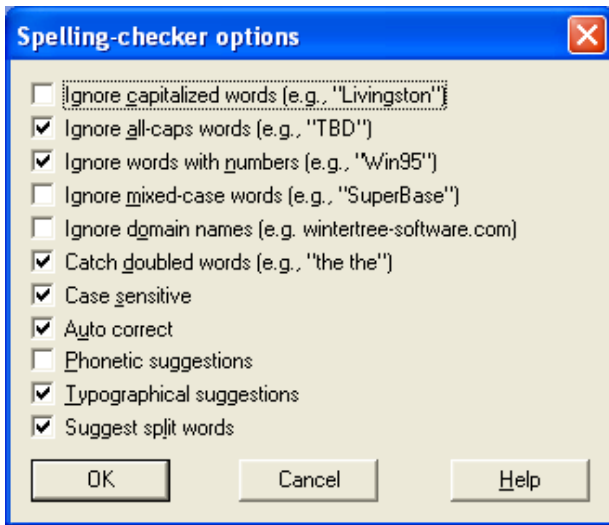 Spelling-checker options
Ignore capitalized words (e.g., "Livingston")
Ignore all-caps words (e.g., "TBD")
Ignore words with numbers (e.g., "Win95")
Ignore mixed-case words (e.g., "SuperBase")
Ignore domain names (e.g. wintertree-software.com)
Catch doubled words (e.g., "the the")
Case sensitive
Auto correct
Phonetic suggestions
Typographical suggestions
Suggest split words
OK Cancel Help